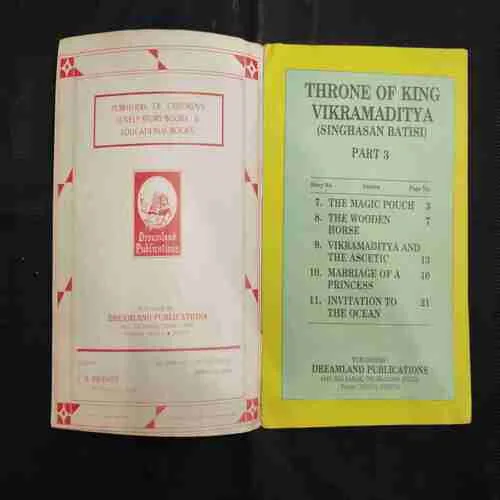 PUBLISHERS OF CHILDREN'S
LOVELY STORY BOOKS &
EDUCATIONAL BOOKS
Dreamland
Publications
DREAMLAND PUBLICATIONS
THRONE OF KING
VIKRAMADITYA
(SINGHASAN BATISI)
PART 3
Story No. Page No.
7. THE MAGIC POUCH 3
8. THE WOODEN 7
HORSE
9. VIKRAMADITYA AND
THE ASCETIC 13
10. MARRIAGE OF A 16
PRINCESS
11. INVITATION TO 21
THE OCEAN
Published by
DREAMLAND PUBLICATIONS